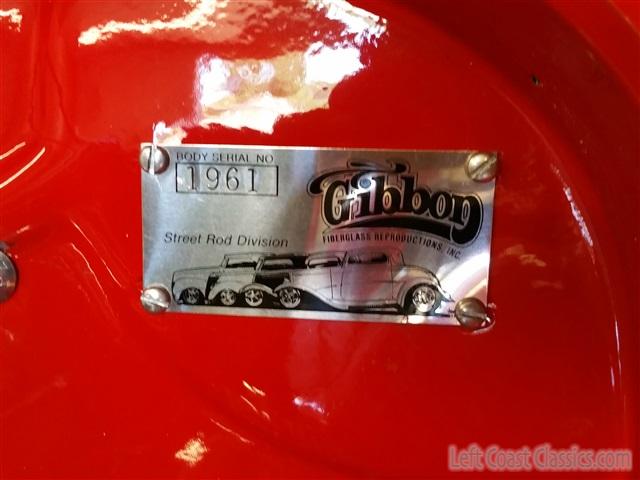 BODY SERIAL NO
1961
Gibbon
FIBERGLASS REPRODUCTIONS, INC.
Street Rod Division
Left Coast Classics.com